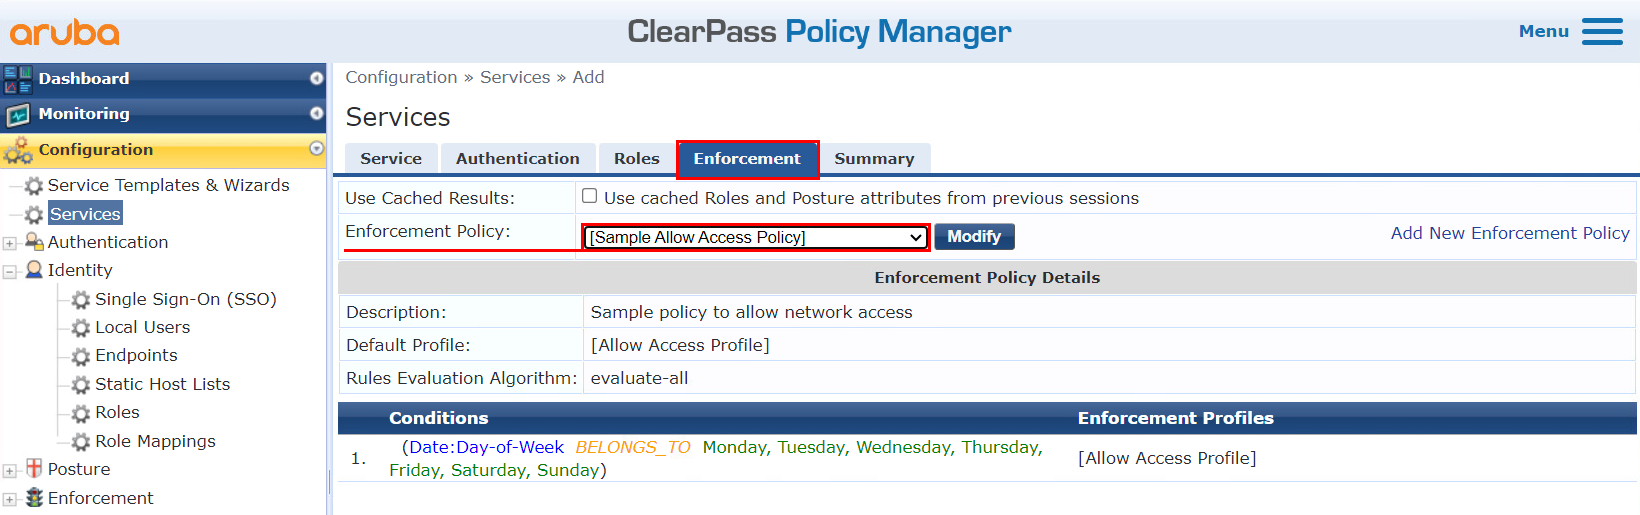 aruba
ClearPass Policy Manager
Menu
Dashboard
Monitoring
Configuration
Service Templates & Wizards
Services
Authentication
Identity
Single Sign-On (SSO)
Local Users
Endpoints
Static Host Lists
Roles
Role Mappings
Posture
Enforcement
Configuration » Services » Add
Services
Service Authentication Roles Enforcement Summary
Use Cached Results: Use cached Roles and Posture attributes from previous sessions
Enforcement Policy: [Sample Allow Access Policy] Modify Add New Enforcement Policy
Enforcement Policy Details
Description: Sample policy to allow network access
Default Profile: [Allow Access Profile]
Rules Evaluation Algorithm: evaluate-all
Conditions Enforcement Profiles
(Date:Day-of-Week BELONGS_TO Monday, Tuesday, Wednesday, Thursday,
1. [Allow Access Profile]
Friday, Saturday, Sunday)